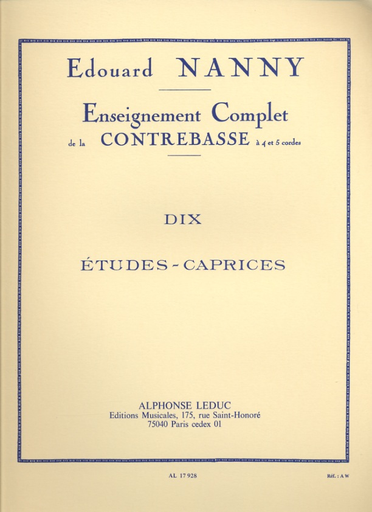 Edouard NANNY
Enseignement Complet
de la CONTREBASSE à 4 et 5 cordes
DIX
ÉTUDES-CAPRICES
ALPHONSE LEDUC
Editions Musicales, 175, rue Saint-Honoré
75040 Paris cedex 01
AL 17 928
Réf. : A W